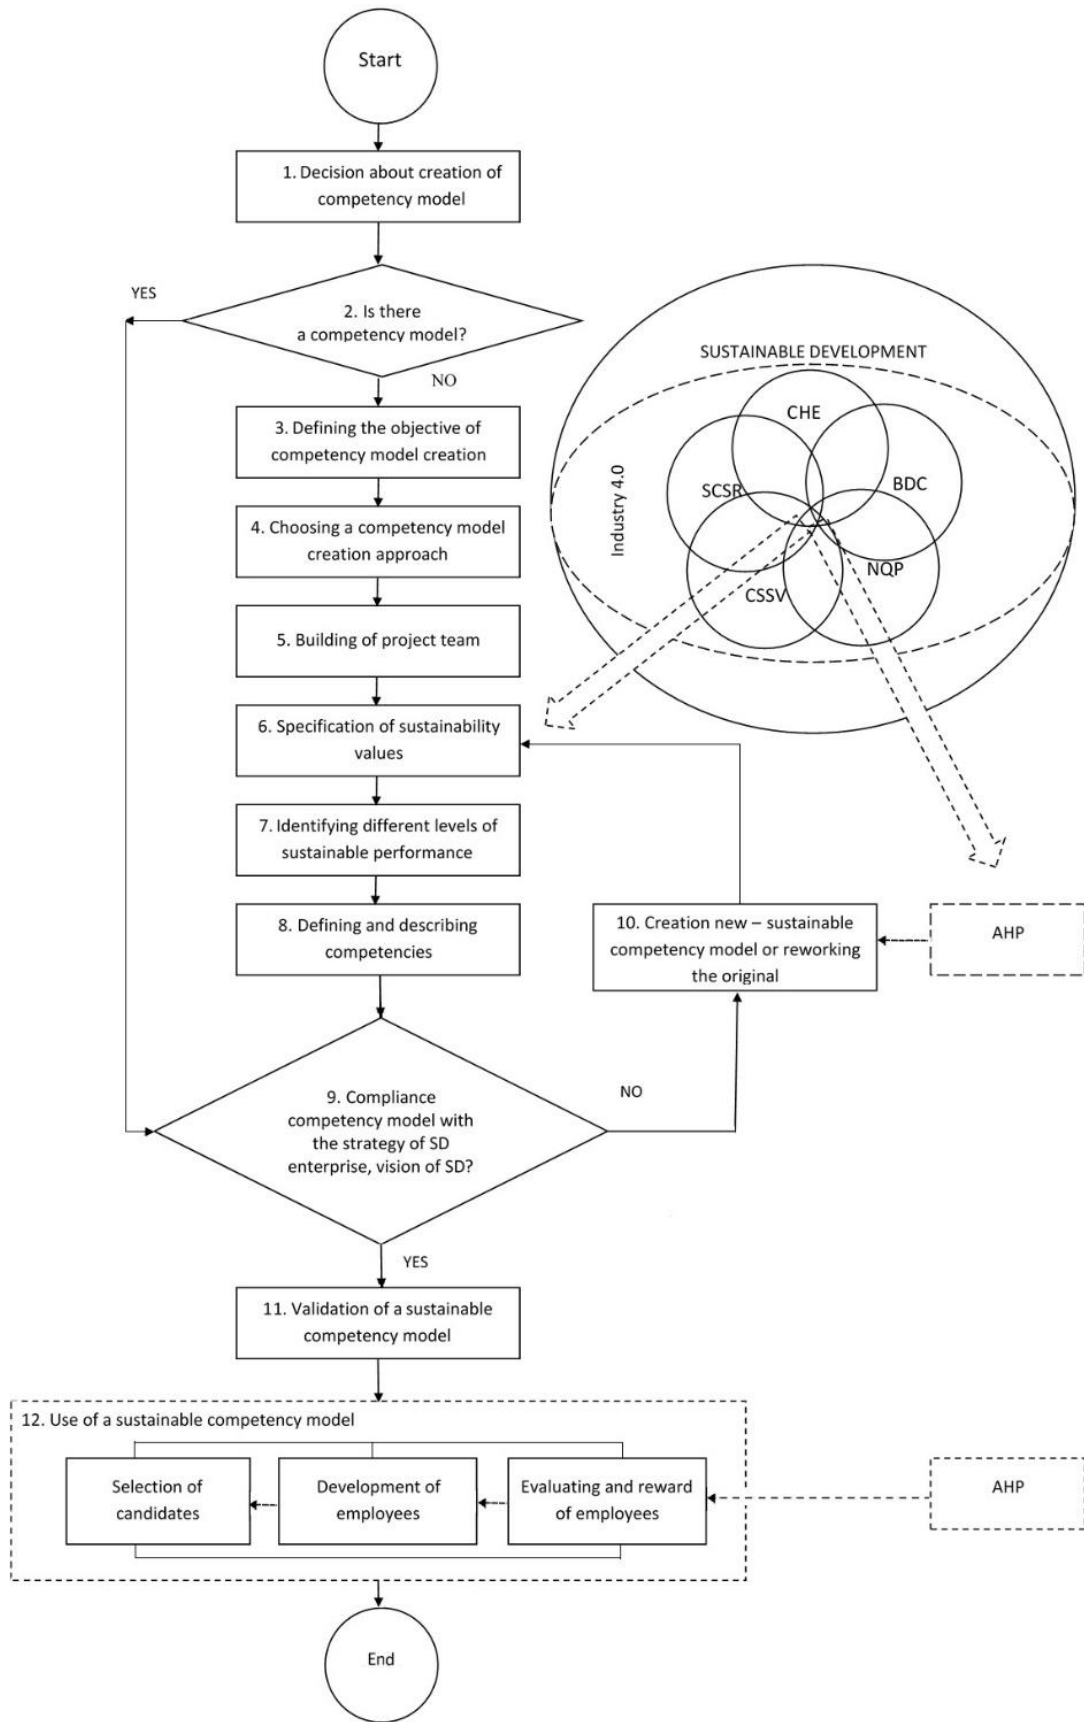 Start
1. Decision about creation of
competency model
YES
2. Is there
a competency model?
NO
SUSTAINABLE DEVELOPMENT
CHE
SCSR
BDC
Industry 4.0
NQP
CSSV
3. Defining the objective of
competency model creation
4. Choosing a competency model
creation approach
5. Building of project team
6. Specification of sustainability
values
7. Identifying different levels of
sustainable performance
8. Defining and describing
competencies
10. Creation new – sustainable
competency model or reworking
the original
AHP
9. Compliance
competency model with
the strategy of SD
enterprise, vision of SD?
NO
YES
11. Validation of a sustainable
competency model
12. Use of a sustainable competency model
Selection of
candidates
Development of
employees
Evaluating and reward
of employees
AHP
End